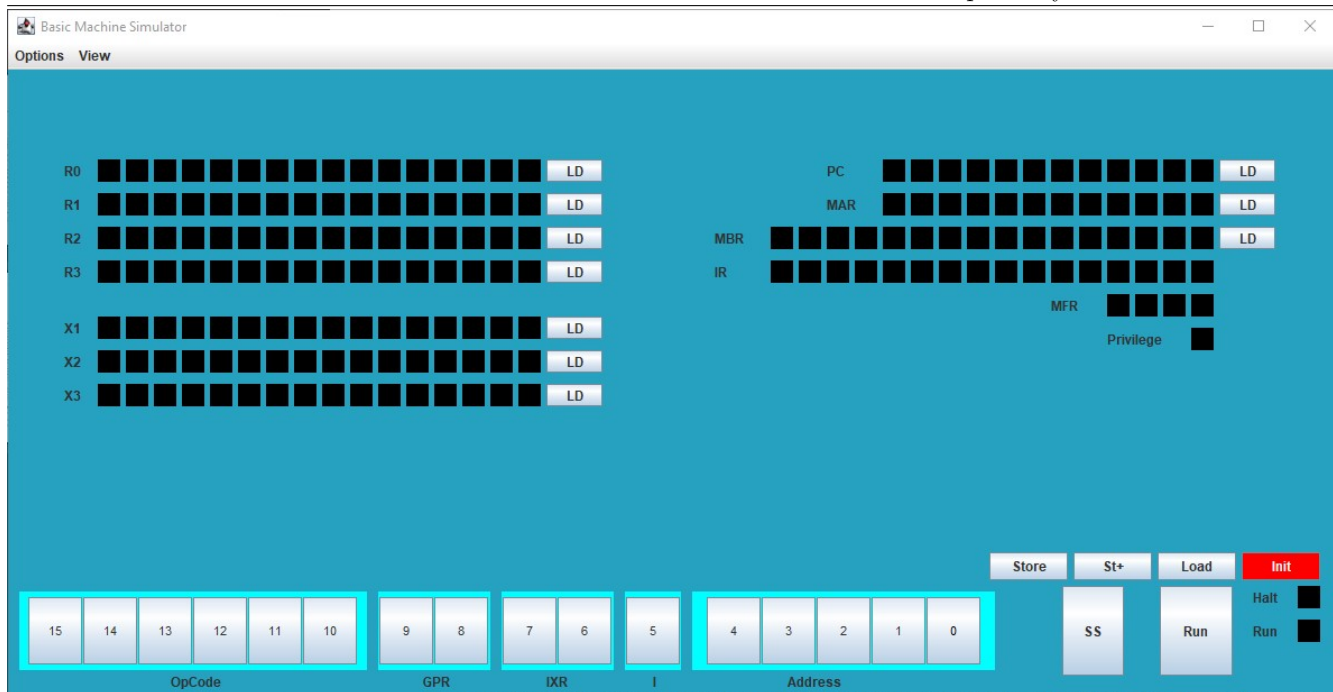 Basic Machine Simulator
Options View
R0 LD PC LD
R1 LD MAR LD
R2 LD MBR LD
R3 LD IR
MFR
X1 LD
Privilege
X2 LD
X3 LD
Store St+ Load Init
Halt
15 14 13 12 11 10 9 8 7 6 5 4 3 2 1 0 SS Run Run
OpCode GPR IXR I Address